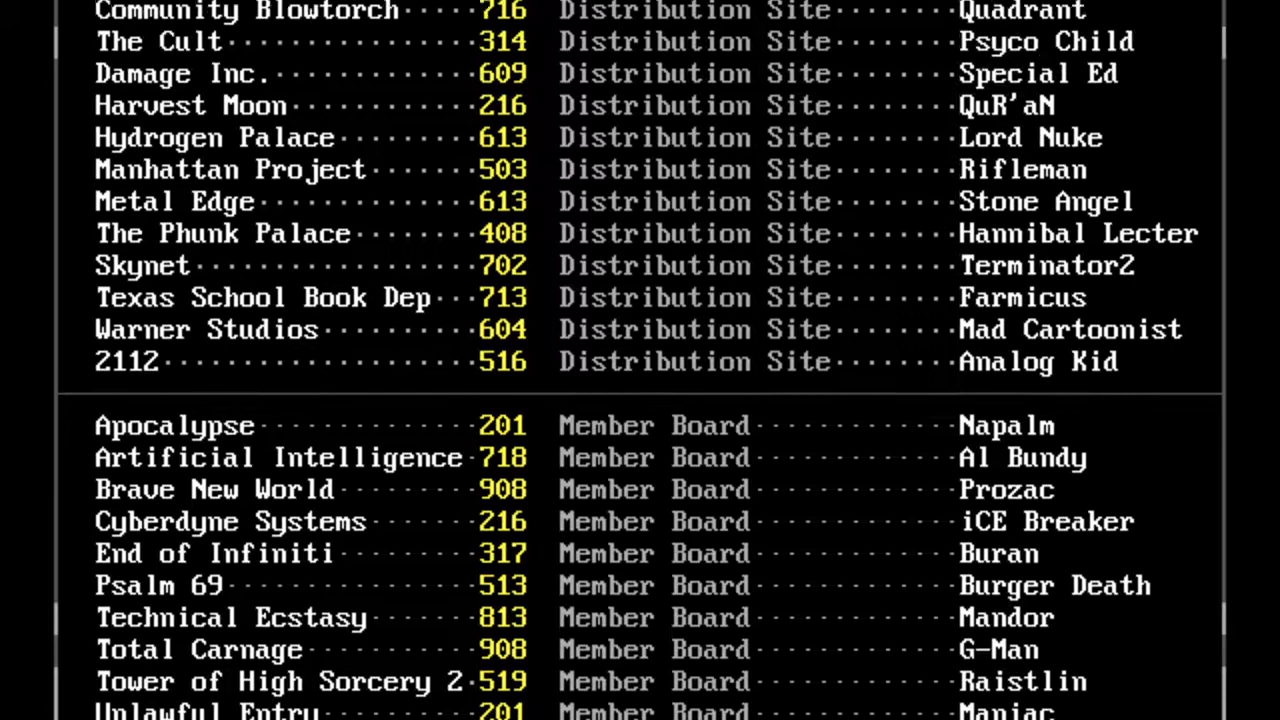 Community Blowtorch·····716 Distribution Site········Quadrant
The Cult················314 Distribution Site········Psyco Child
Damage Inc.·············609 Distribution Site········Special Ed
Harvest Moon············216 Distribution Site········QuR'aN
Hydrogen Palace·········613 Distribution Site········Lord Nuke
Manhattan Project·······503 Distribution Site········Rifleman
Metal Edge··············613 Distribution Site········Stone Angel
The Phunk Palace········408 Distribution Site········Hannibal Lecter
Skynet··················702 Distribution Site········Terminator2
Texas School Book Dep···713 Distribution Site········Farmicus
Warner Studios··········604 Distribution Site········Mad Cartoonist
2112····················516 Distribution Site········Analog Kid
Apocalypse··············201 Member Board·············Napalm
Artificial Intelligence·718 Member Board·············Al Bundy
Brave New World·········908 Member Board·············Prozac
Cyberdyne Systems·······216 Member Board·············iCE Breaker
End of Infiniti·········317 Member Board·············Buran
Psalm 69················513 Member Board·············Burger Death
Technical Ecstasy·······813 Member Board·············Mandor
Total Carnage···········908 Member Board·············G-Man
Tower of High Sorcery 2·519 Member Board·············Raistlin
Unlawful Entry··········201 Member Board·············Maniac